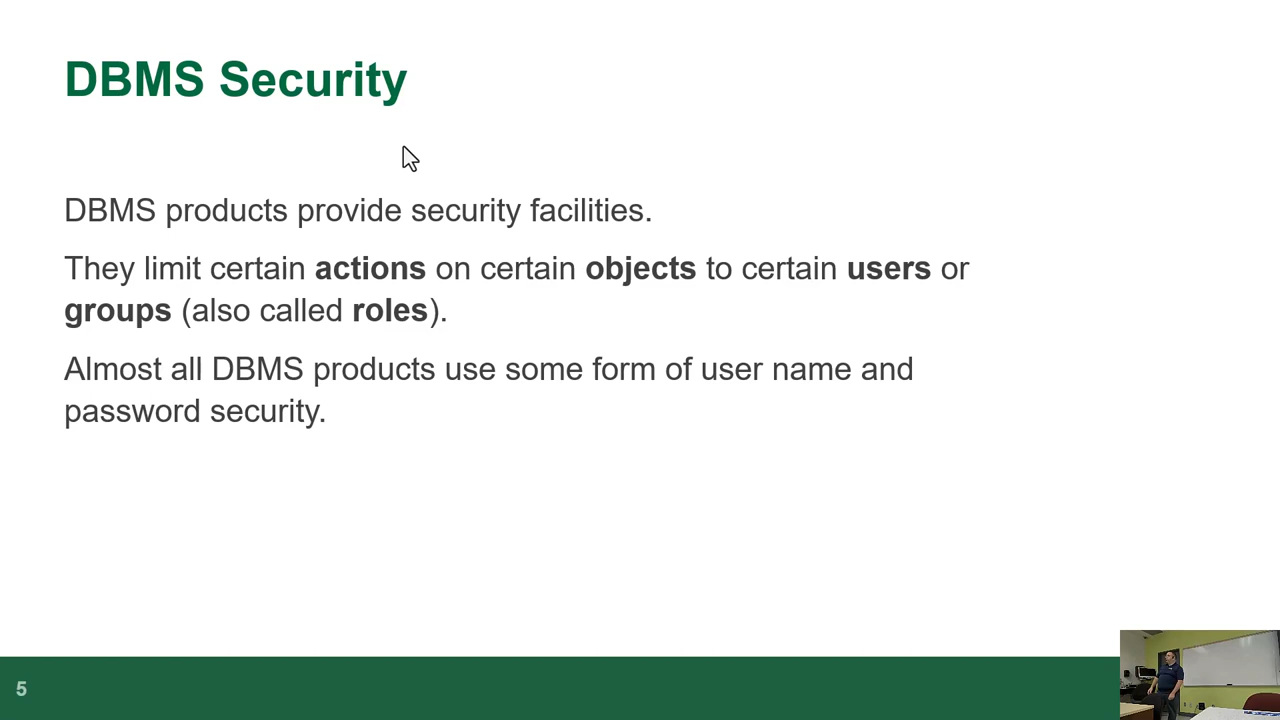 DBMS Security
DBMS products provide security facilities.
They limit certain actions on certain objects to certain users or
groups (also called roles).
Almost all DBMS products use some form of user name and
password security.
5